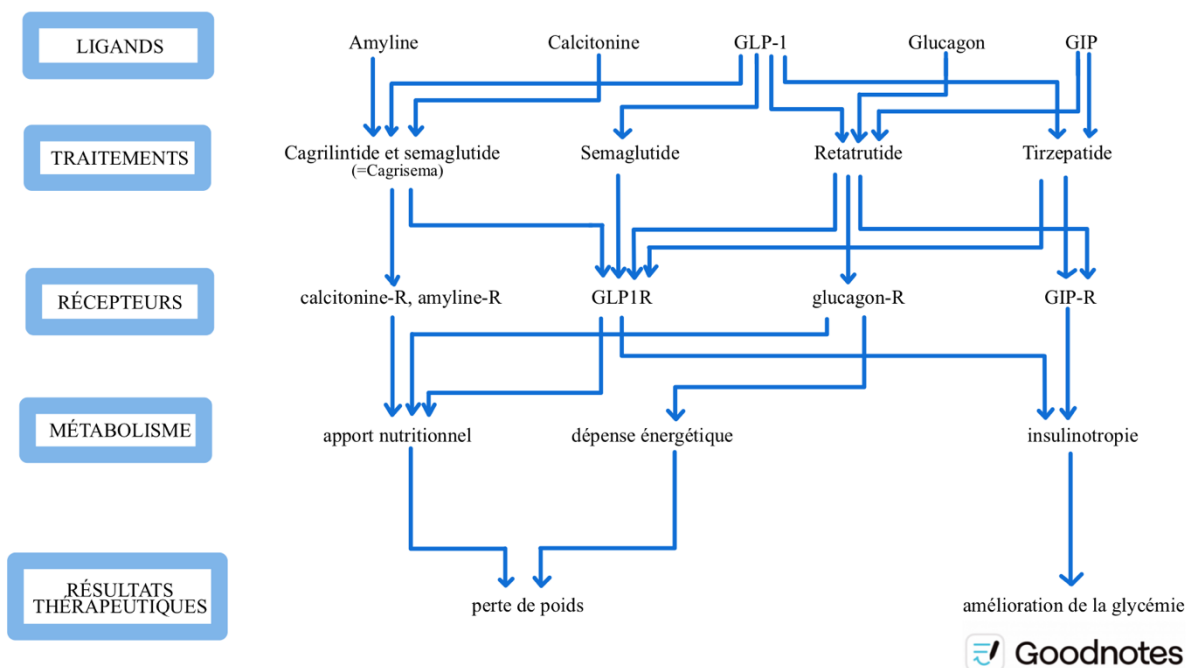 LIGANDS
Amyline
Calcitonine
GLP-1
Glucagon
GIP
TRAITEMENTS
Cagrilintide et semaglutide
(=Cagrisema)
Semaglutide
Retatrutide
Tirzepatide
RÉCEPTEURS
calcitonine-R, amyline-R
GLP1R
glucagon-R
GIP-R
MÉTABOLISME
apport nutritionnel
dépense énergétique
insulinotropie
RÉSULTATS
THÉRAPEUTIQUES
perte de poids
amélioration de la glycémie
Goodnotes